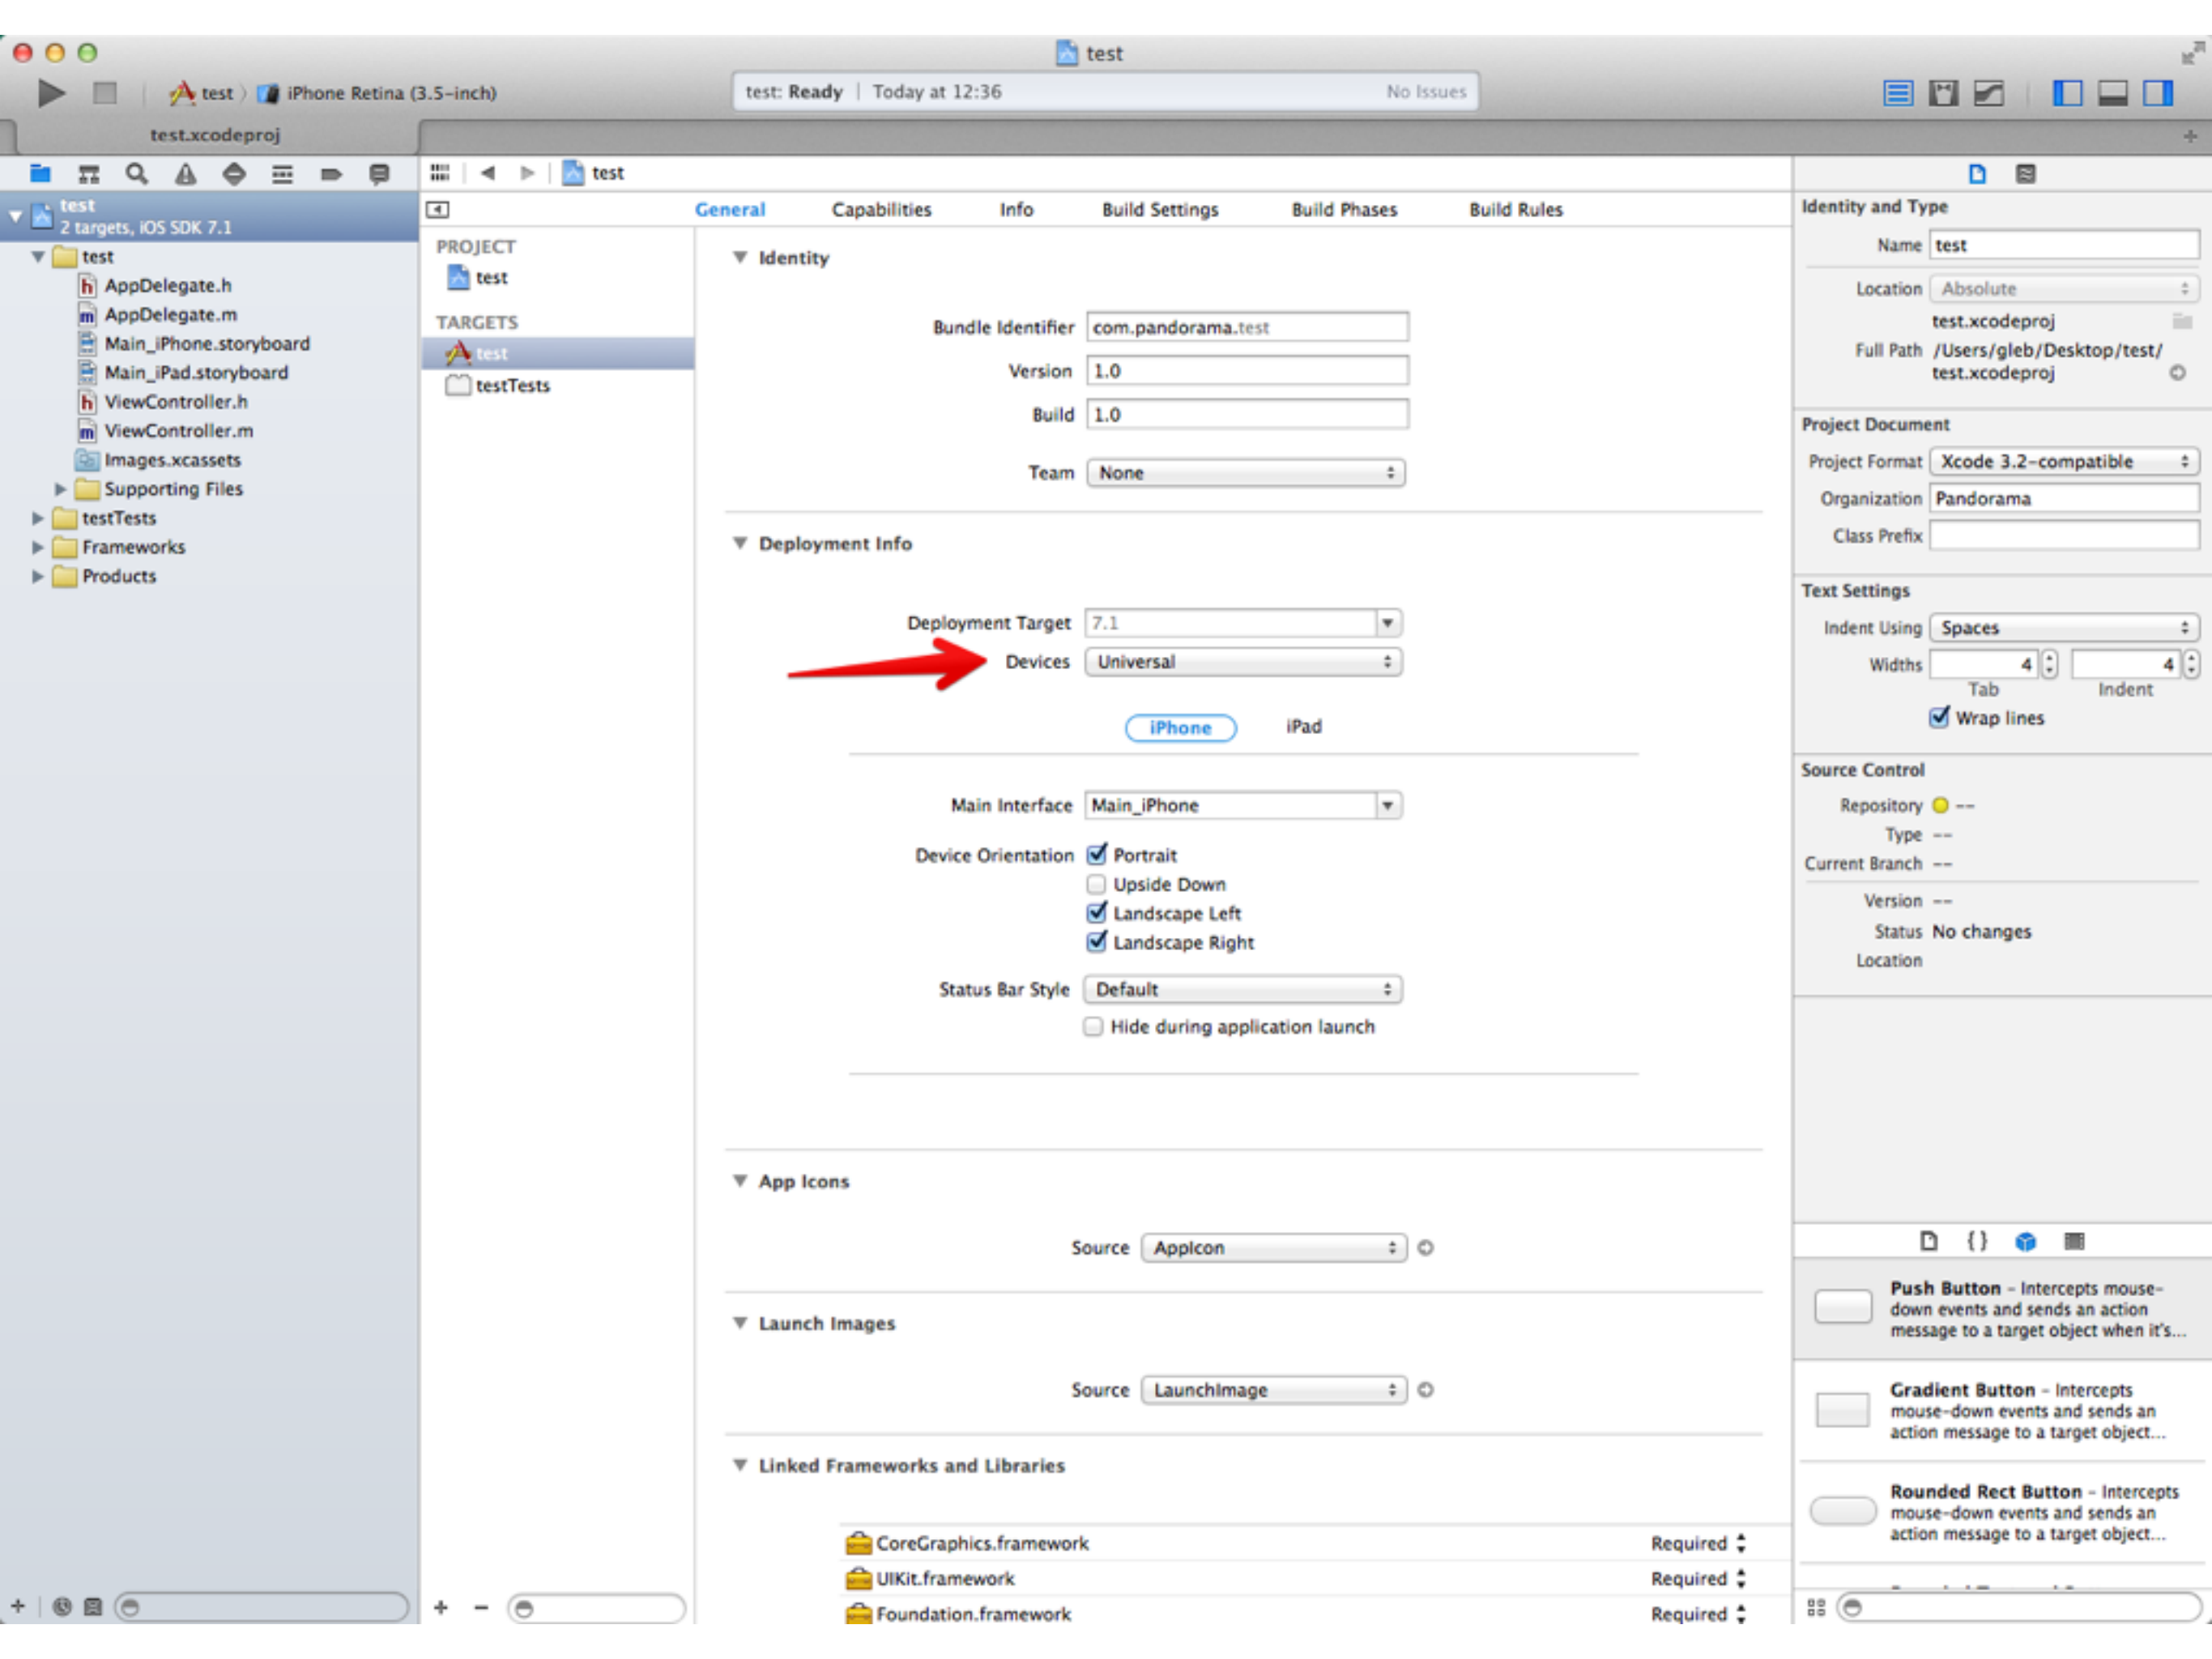 test
test
iPhone Retina (3.5-inch)
test: Ready
Today at 12:36
No Issues
test.xcodeproj
test
2 targets, iOS SDK 7.1
test
AppDelegate.h
AppDelegate.m
Main_iPhone.storyboard
Main_iPad.storyboard
ViewController.h
ViewController.m
Images.xcassets
Supporting Files
testTests
Frameworks
Products
test
General
Capabilities
Info
Build Settings
Build Phases
Build Rules
PROJECT
test
TARGETS
test
testTests
Identity
Bundle Identifier com.pandorama.test
Version 1.0
Build 1.0
Team None
Deployment Info
Deployment Target 7.1
Devices Universal
iPhone
iPad
Main Interface Main_iPhone
Device Orientation Portrait
Upside Down
Landscape Left
Landscape Right
Status Bar Style Default
Hide during application launch
App Icons
Source AppIcon
Launch Images
Source LaunchImage
Linked Frameworks and Libraries
CoreGraphics.framework Required
UIKit.framework Required
Foundation.framework Required
Identity and Type
Name test
Location Absolute
test.xcodeproj
Full Path /Users/gleb/Desktop/test/
test.xcodeproj
Project Document
Project Format Xcode 3.2-compatible
Organization Pandorama
Class Prefix
Text Settings
Indent Using Spaces
Widths 4 4
Tab Indent
Wrap lines
Source Control
Repository --
Type --
Current Branch --
Version --
Status No changes
Location
{}
Push Button - Intercepts mouse-
down events and sends an action
message to a target object when it's...
Gradient Button - Intercepts
mouse-down events and sends an
action message to a target object...
Rounded Rect Button - Intercepts
mouse-down events and sends an
action message to a target object...